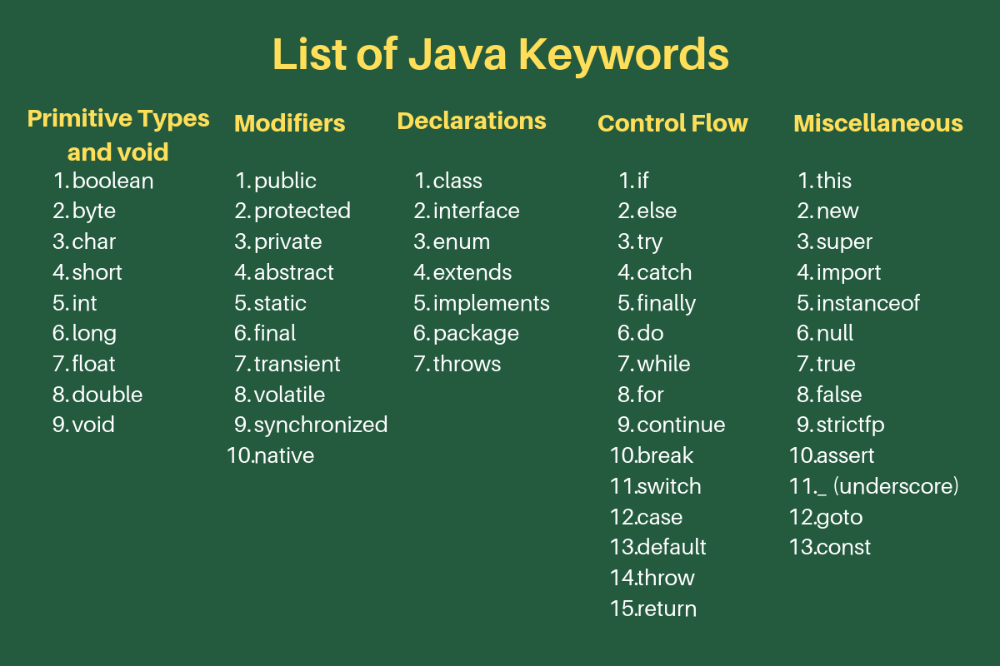 List of Java Keywords
Primitive Types
and void
1. boolean
2. byte
3. char
4. short
5. int
6. long
7. float
8. double
9. void
Modifiers
1. public
2. protected
3. private
4. abstract
5. static
6. final
7. transient
8. volatile
9. synchronized
10. native
Declarations
1. class
2. interface
3. enum
4. extends
5. implements
6. package
7. throws
Control Flow
1. if
2. else
3. try
4. catch
5. finally
6. do
7. while
8. for
9. continue
10. break
11. switch
12. case
13. default
14. throw
15. return
Miscellaneous
1. this
2. new
3. super
4. import
5. instanceof
6. null
7. true
8. false
9. strictfp
10. assert
11. _ (underscore)
12. goto
13. const